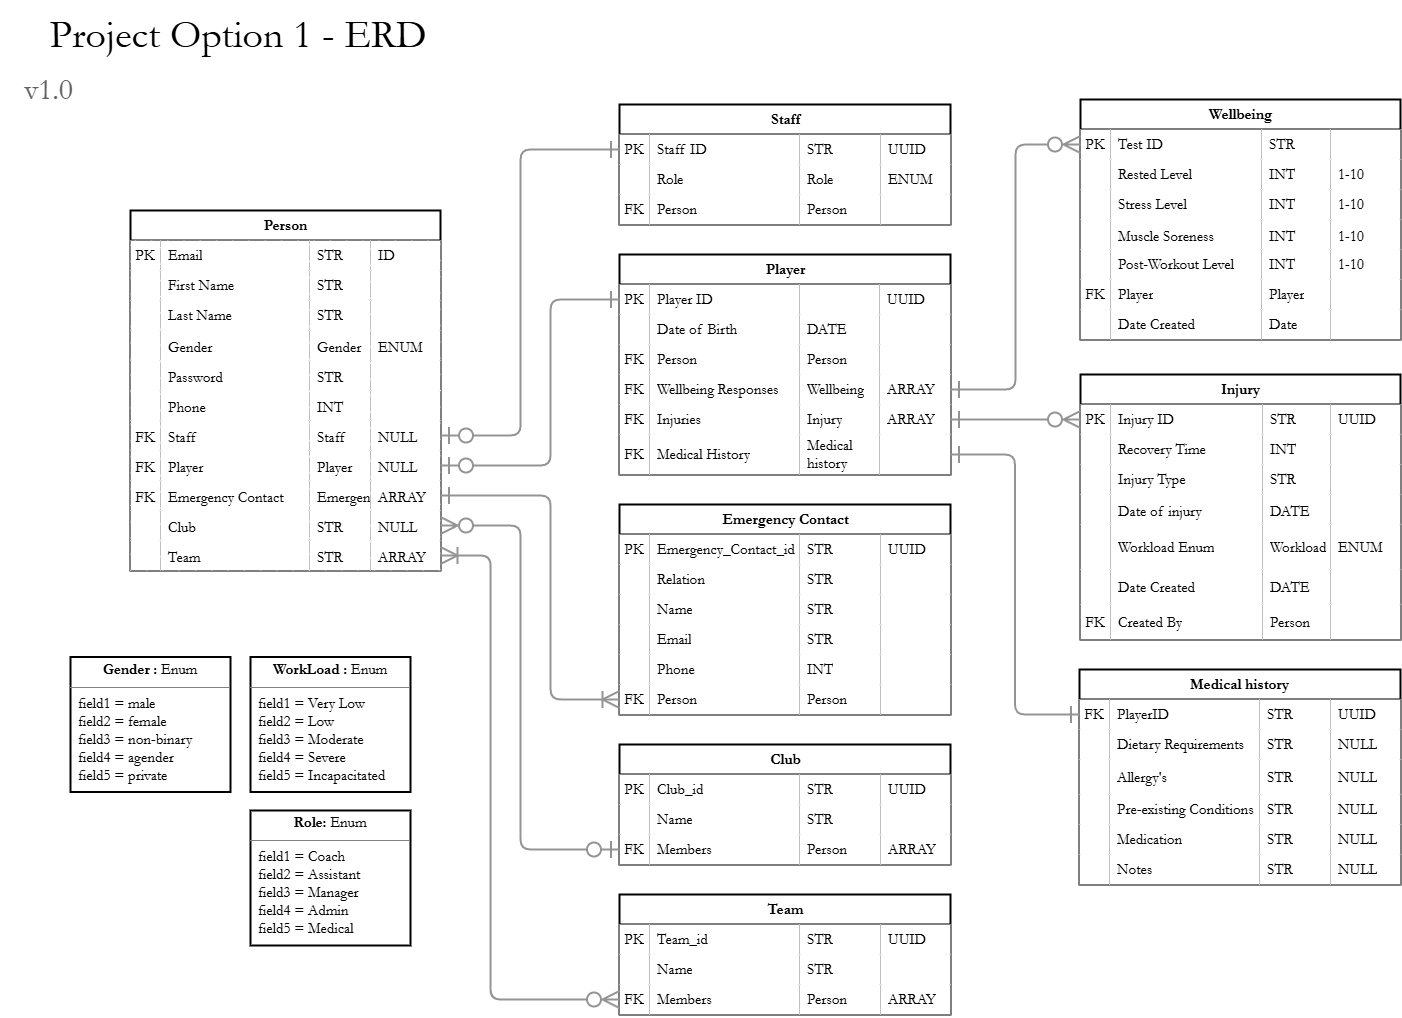 Project Option 1 - ERD
v1.0
Person
PK Email STR ID
First Name STR
Last Name STR
Gender Gender ENUM
Password STR
Phone INT
FK Staff Staff NULL
FK Player Player NULL
FK Emergency Contact Emergen ARRAY
Club STR NULL
Team STR ARRAY
Gender : Enum
field1 = male
field2 = female
field3 = non-binary
field4 = agender
field5 = private
WorkLoad : Enum
field1 = Very Low
field2 = Low
field3 = Moderate
field4 = Severe
field5 = Incapacitated
Role: Enum
field1 = Coach
field2 = Assistant
field3 = Manager
field4 = Admin
field5 = Medical
Staff
PK Staff ID STR UUID
Role Role ENUM
FK Person Person
Player
PK Player ID UUID
Date of Birth DATE
FK Person Person
FK Wellbeing Responses Wellbeing ARRAY
FK Injuries Injury ARRAY
FK Medical History Medical
history
Emergency Contact
PK Emergency_Contact_id STR UUID
Relation STR
Name STR
Email STR
Phone INT
FK Person Person
Club
PK Club_id STR UUID
Name STR
FK Members Person ARRAY
Team
PK Team_id STR UUID
Name STR
FK Members Person ARRAY
Wellbeing
PK Test ID STR
Rested Level INT 1-10
Stress Level INT 1-10
Muscle Soreness INT 1-10
Post-Workout Level INT 1-10
FK Player Player
Date Created Date
Injury
PK Injury ID STR UUID
Recovery Time INT
Injury Type STR
Date of injury DATE
Workload Enum Workload ENUM
Date Created DATE
FK Created By Person
Medical history
FK PlayerID STR UUID
Dietary Requirements STR NULL
Allergy's STR NULL
Pre-existing Conditions STR NULL
Medication STR NULL
Notes STR NULL